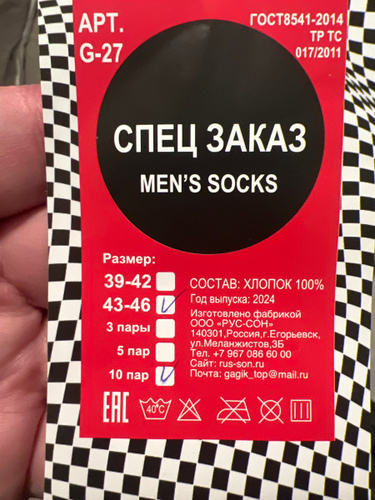 АРТ.
G-27
ГОСТ8541-2014
ТР ТС
017/2011
СПЕЦ ЗАКАЗ
MEN'S SOCKS
Размер:
39-42
43-46
3 пары
5 пар
10 пар
СОСТАВ: ХЛОПОК 100%
Год выпуска: 2024
Изготовлено фабрикой
ООО «РУС-СОН»
140301,Россия,г.Егорьевск,
ул.Меланжистов,3Б
Тел. +7 967 086 60 00
Сайт: rus-son.ru
Почта: gagik_top@mail.ru
EAC
40°C